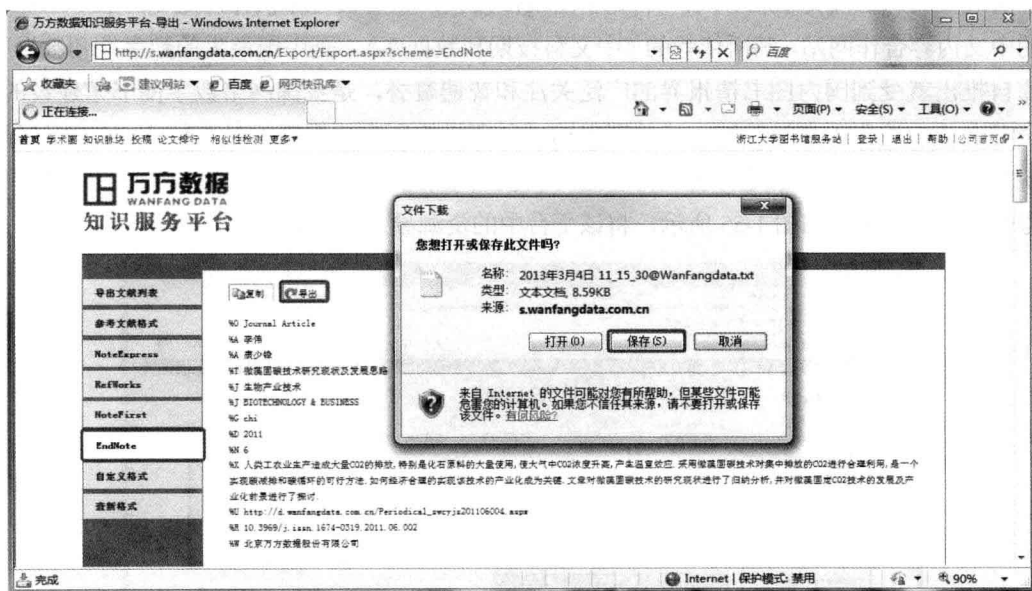 万方数据知识服务平台-导出 - Windows Internet Explorer
http://s.wanfangdata.com.cn/Export/Export.aspx?scheme=EndNote
百度
收藏夹 建议网站 百度 网页快讯库
正在连接...
页面(P) 安全(S) 工具(O)
首页 学术圈 知识脉络 投稿 论文排行 相似性检测 更多
浙江大学图书馆服务站 | 登录 | 退出 | 帮助 | 公司首页
万方数据
WANFANG DATA
知识服务平台
文件下载
您想打开或保存此文件吗?
名称: 2013年3月4日 11_15_30@WanFangdata.txt
类型: 文本文档, 8.59KB
来源: s.wanfangdata.com.cn
打开(O) 保存(S) 取消
来自 Internet 的文件可能对您有所帮助,但某些文件可能
危害您的计算机。如果您不信任其来源,请不要打开或保存
该文件。有何风险?
导出文献列表
参考文献格式
NoteExpress
RefWorks
NoteFirst
EndNote
自定义格式
查新格式
复制 导出
%0 Journal Article
%A 李伟
%A 袁少锋
%T 微藻固碳技术研究现状及发展思路
%J 生物产业技术
%J BIOTECHNOLOGY & BUSINESS
%G chi
%D 2011
%N 6
%X 人类工农业生产造成大量CO2的排放,特别是化石原料的大量使用,使大气中CO2浓度升高,产生温室效应.采用微藻固碳技术对集中排放的CO2进行合理利用,是一个
实现碳减排和碳循环的可行方法.如何经济合理的实现该技术的产业化成为关键.文章对微藻固碳技术的研究现状进行了归纳分析,并对微藻固定CO2技术的发展及产
业化前景进行了探讨.
%U http://d.wanfangdata.com.cn/Periodical_swcyjs201106004.aspx
%R 10.3969/j.issn.1674-0319.2011.06.002
%W 北京万方数据股份有限公司
完成
Internet | 保护模式: 禁用
90%